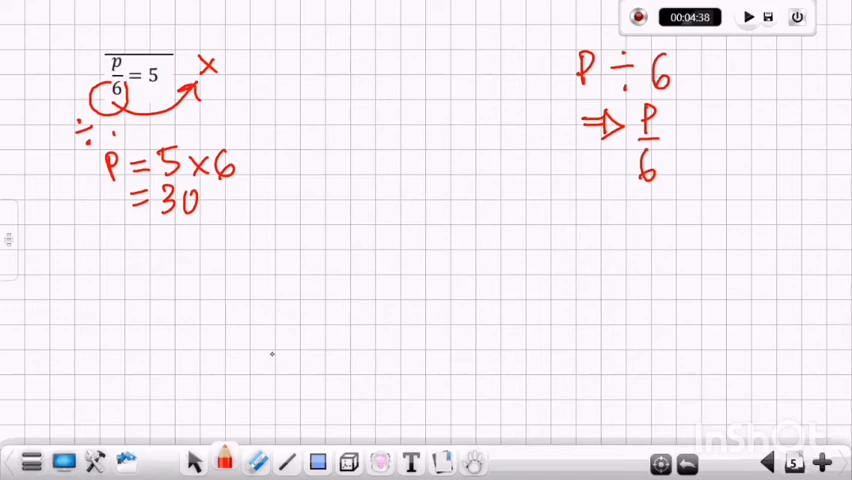 00:04:38
p/6 = 5
×
÷
P = 5 × 6
= 30
P ÷ 6
⇒ P/6
T
5
InShOt